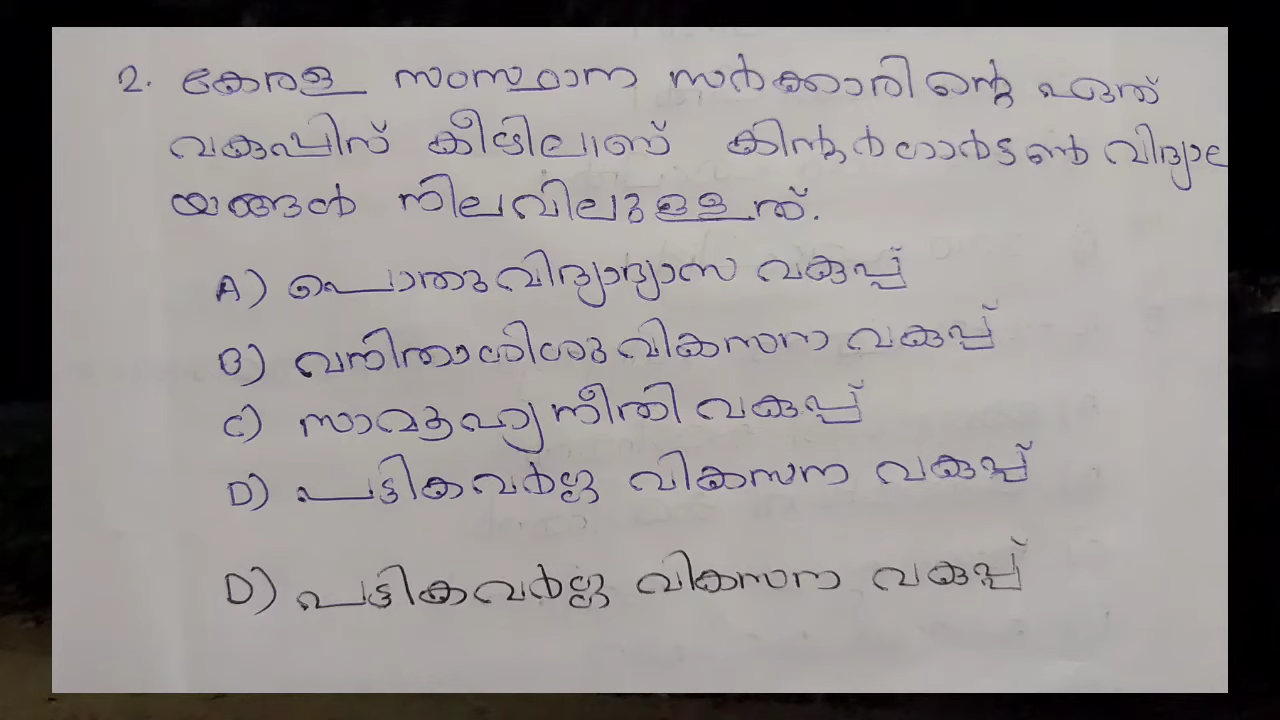 2. കേരള സംസ്ഥാന സർക്കാരിന്റെ ഏത്
വകുപ്പിന് കീഴിലാണ് കിന്റർഗാർട്ടൺ വിദ്യാല
യങ്ങൾ നിലവിലുള്ളത്.
A) പൊതുവിദ്യാഭ്യാസ വകുപ്പ്
B) വനിതാശിശുവികസന വകുപ്പ്
C) സാമൂഹ്യനീതി വകുപ്പ്
D) പട്ടികവർഗ്ഗ വികസന വകുപ്പ്
D) പട്ടികവർഗ്ഗ വികസന വകുപ്പ്